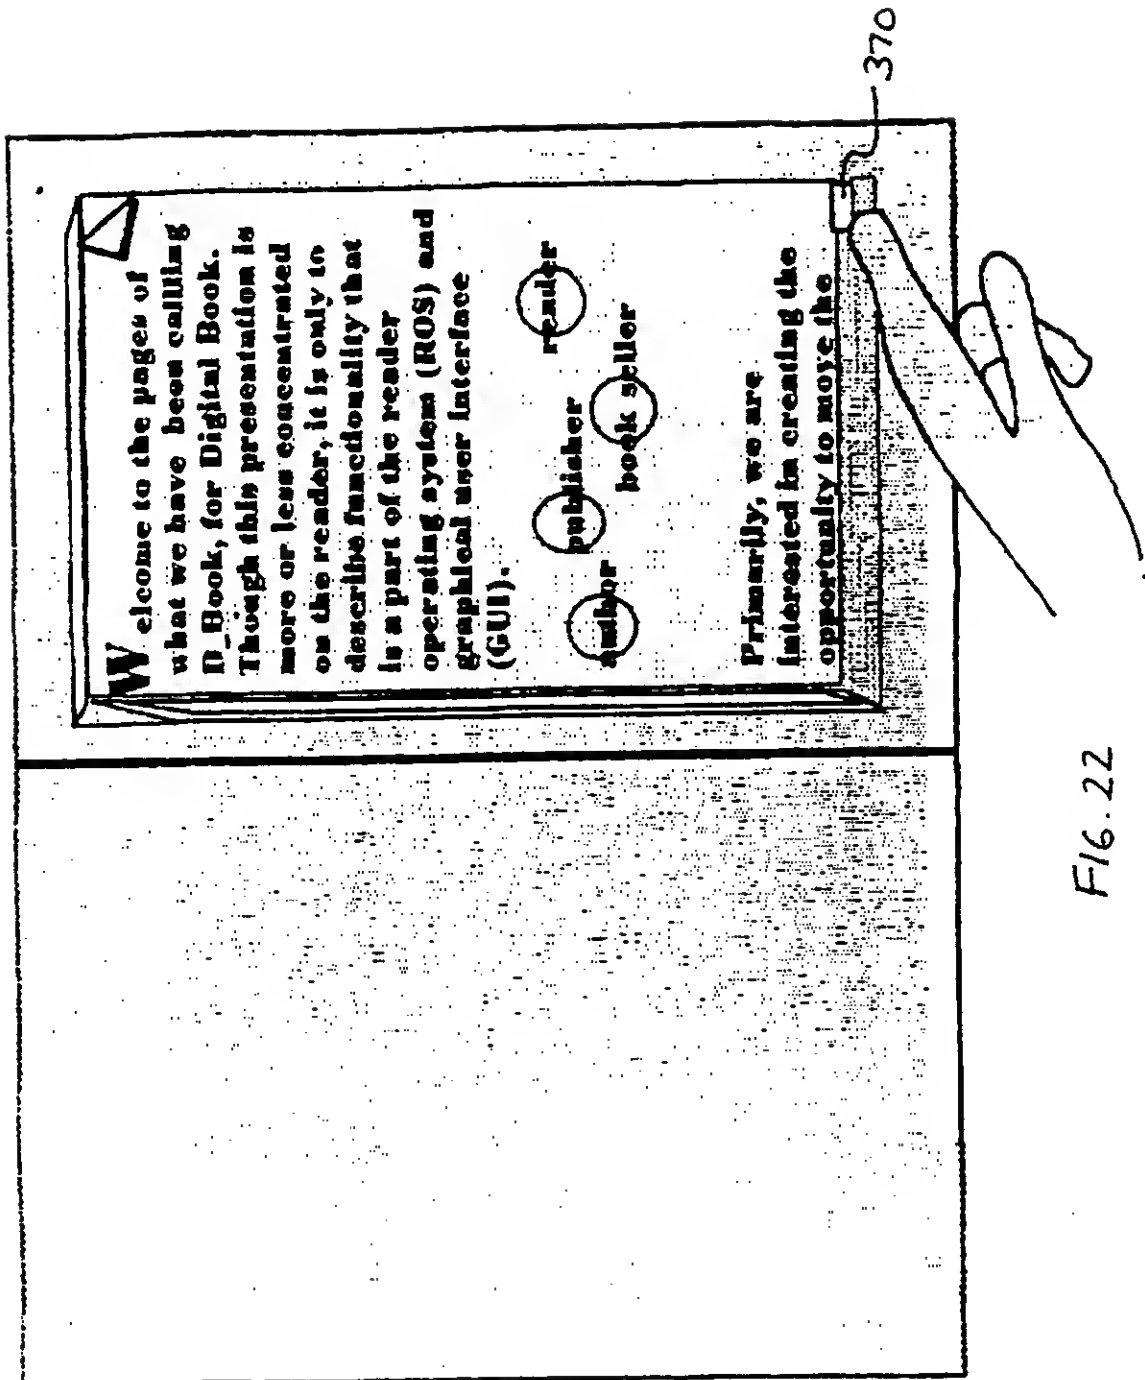 Welcome to the pages of
what we have been calling
D_Book, for Digital Book.
Though this presentation is
more or less concentrated
on the reader, it is only to
describe functionality that
is a part of the reader
operating system (ROS) and
graphical user interface
(GUI).
author
publisher
book seller
reader
Primarily, we are
interested in creating the
opportunity to move the
370
FIG. 22